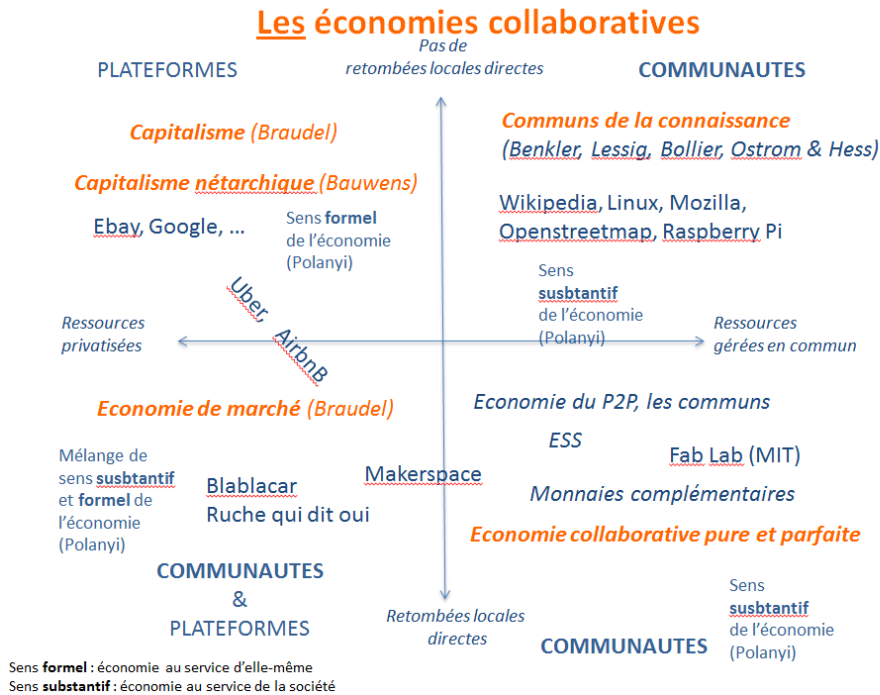 Les économies collaboratives
PLATEFORMES
Pas de
retombées locales directes
COMMUNAUTES
Capitalisme (Braudel)
Capitalisme nétarchique (Bauwens)
Ebay, Google, ...
Sens formel
de l'économie
(Polanyi)
Communs de la connaissance
(Benkler, Lessig, Bollier, Ostrom & Hess)
Wikipedia, Linux, Mozilla,
Openstreetmap, Raspberry Pi
Sens
susbtantif
de l'économie
(Polanyi)
Uber, AirbnB
Ressources
privatisées
Ressources
gérées en commun
Economie de marché (Braudel)
Mélange de
sens susbtantif
et formel de
l'économie
(Polanyi)
Blablacar
Ruche qui dit oui
Makerspace
Economie du P2P, les communs
ESS
Fab Lab (MIT)
Monnaies complémentaires
Economie collaborative pure et parfaite
COMMUNAUTES
&
PLATEFORMES
Retombées locales
directes
COMMUNAUTES
Sens
susbtantif
de l'économie
(Polanyi)
Sens formel : économie au service d'elle-même
Sens substantif : économie au service de la société